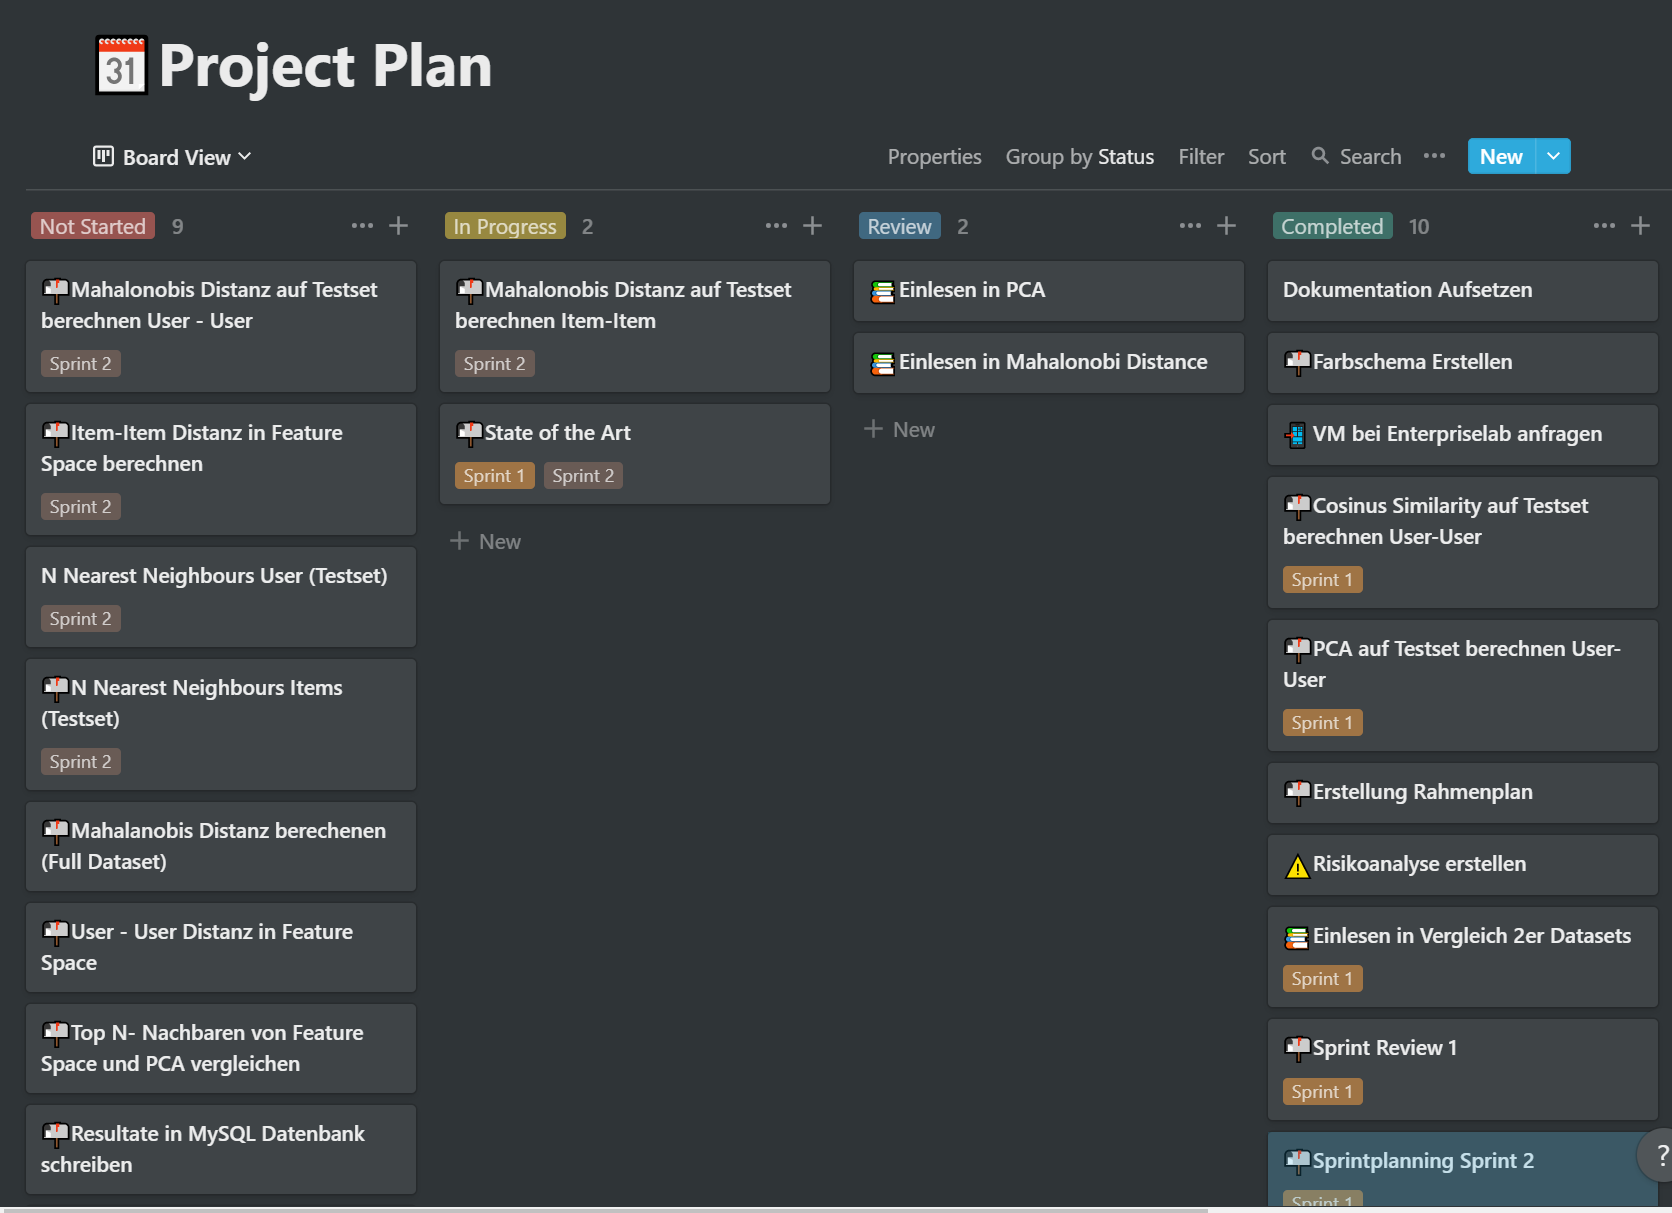 31 Project Plan
Board View
Properties Group by Status Filter Sort Search New
Not Started 9
Mahalonobis Distanz auf Testset
berechnen User - User
Sprint 2
Item-Item Distanz in Feature
Space berechnen
Sprint 2
N Nearest Neighbours User (Testset)
Sprint 2
N Nearest Neighbours Items
(Testset)
Sprint 2
Mahalanobis Distanz berechenen
(Full Dataset)
User - User Distanz in Feature
Space
Top N- Nachbaren von Feature
Space und PCA vergleichen
Resultate in MySQL Datenbank
schreiben
In Progress 2
Mahalonobis Distanz auf Testset
berechnen Item-Item
Sprint 2
State of the Art
Sprint 1 Sprint 2
New
Review 2
Einlesen in PCA
Einlesen in Mahalonobi Distance
New
Completed 10
Dokumentation Aufsetzen
Farbschema Erstellen
VM bei Enterpriselab anfragen
Cosinus Similarity auf Testset
berechnen User-User
Sprint 1
PCA auf Testset berechnen User-
User
Sprint 1
Erstellung Rahmenplan
Risikoanalyse erstellen
Einlesen in Vergleich 2er Datasets
Sprint 1
Sprint Review 1
Sprint 1
Sprintplanning Sprint 2
Sprint 1
?